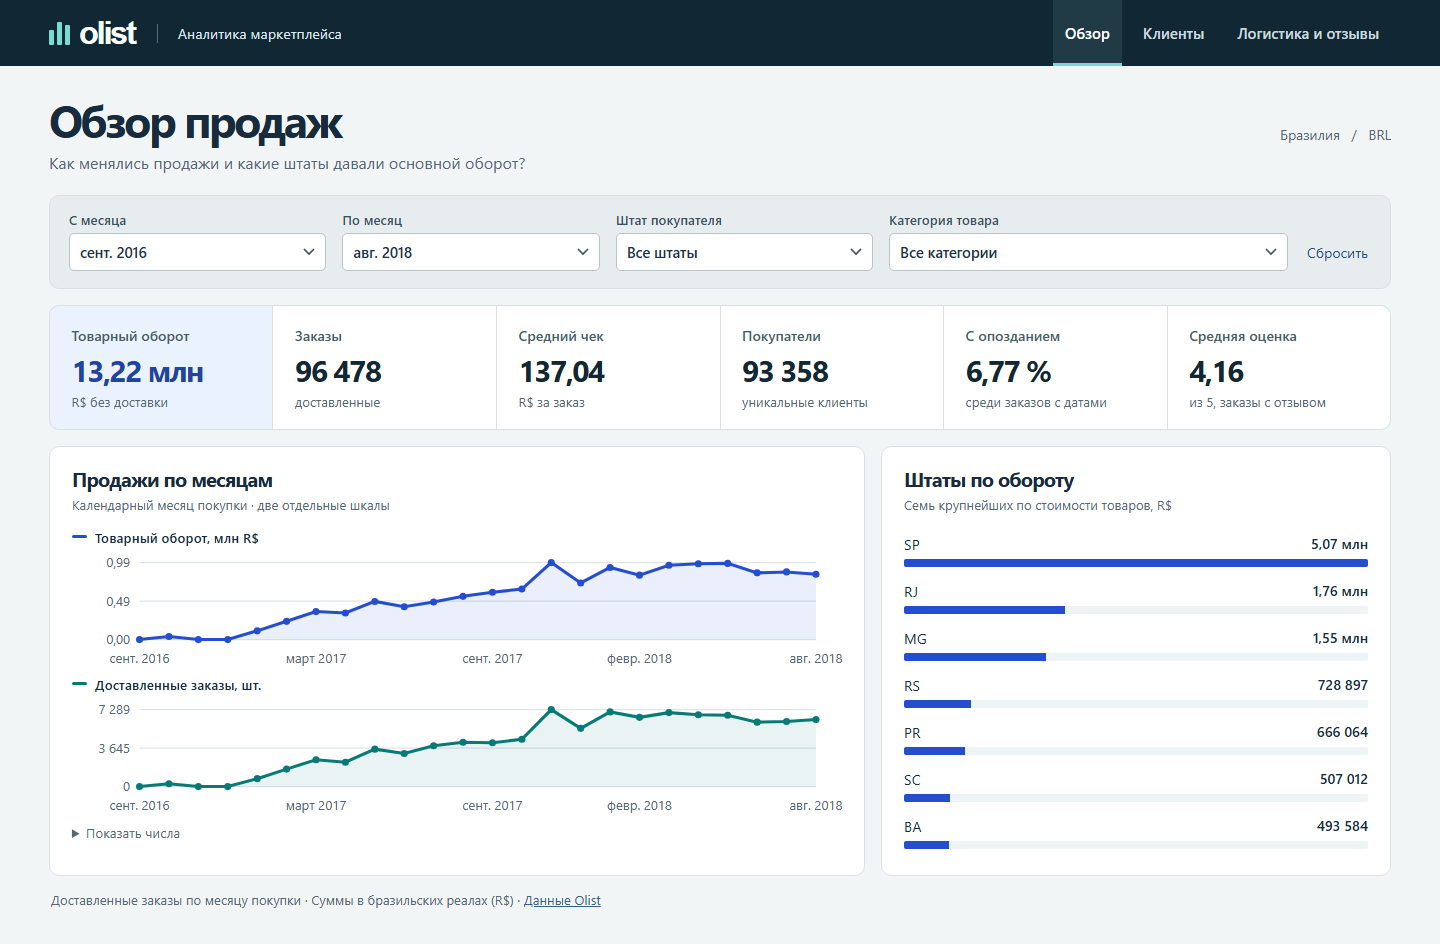 olist
Аналитика маркетплейса
Обзор
Клиенты
Логистика и отзывы
Обзор продаж
Бразилия / BRL
Как менялись продажи и какие штаты давали основной оборот?
С месяца
По месяц
Штат покупателя
Категория товара
сент. 2016
авг. 2018
Все штаты
Все категории
Сбросить
Товарный оборот
13,22 млн
R$ без доставки
Заказы
96 478
доставленные
Средний чек
137,04
R$ за заказ
Покупатели
93 358
уникальные клиенты
С опозданием
6,77 %
среди заказов с датами
Средняя оценка
4,16
из 5, заказы с отзывом
Продажи по месяцам
Календарный месяц покупки · две отдельные шкалы
Товарный оборот, млн R$
0,99
0,49
0,00
сент. 2016
март 2017
сент. 2017
февр. 2018
авг. 2018
Доставленные заказы, шт.
7 289
3 645
0
сент. 2016
март 2017
сент. 2017
февр. 2018
авг. 2018
Показать числа
Штаты по обороту
Семь крупнейших по стоимости товаров, R$
SP 5,07 млн
RJ 1,76 млн
MG 1,55 млн
RS 728 897
PR 666 064
SC 507 012
BA 493 584
Доставленные заказы по месяцу покупки · Суммы в бразильских реалах (R$) · Данные Olist